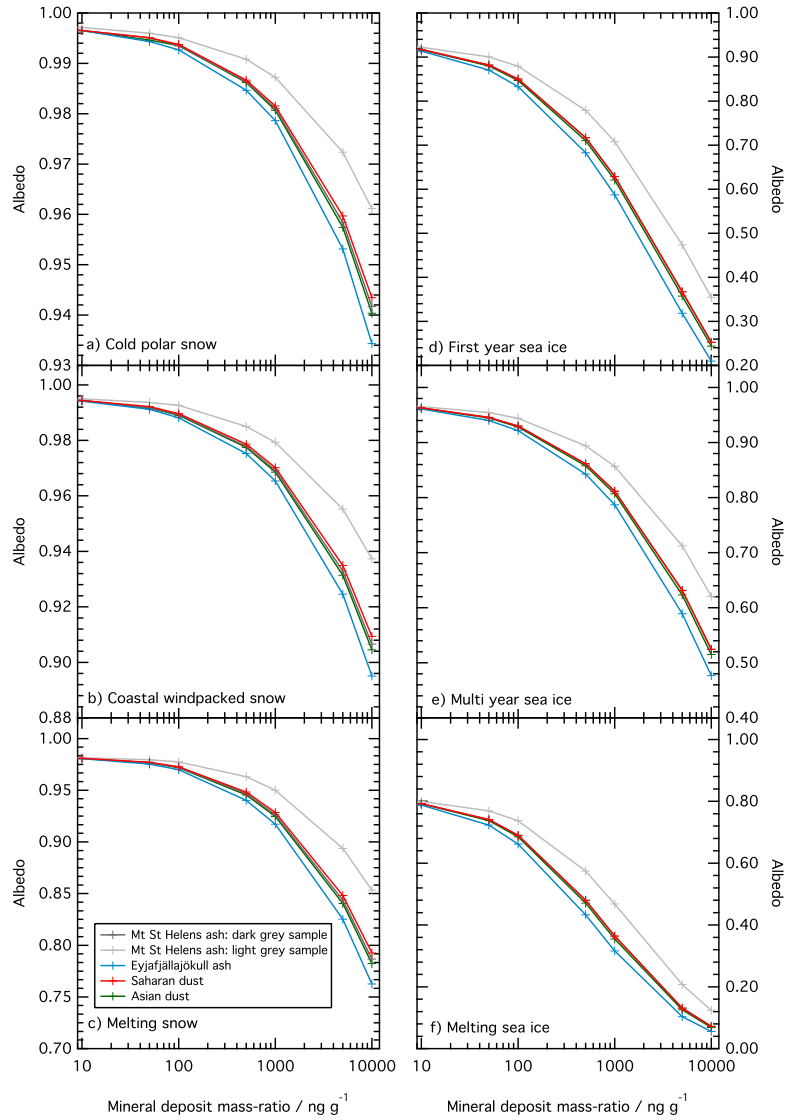 1.00
0.99
0.98
0.97
0.96
0.95
0.94
0.93
Albedo
a) Cold polar snow
0.90
0.80
0.70
0.60
0.50
0.40
0.30
0.20
Albedo
d) First year sea ice
1.00
0.98
0.96
0.94
0.92
0.90
0.88
Albedo
b) Coastal windpacked snow
1.00
0.90
0.80
0.70
0.60
0.50
0.40
Albedo
e) Multi year sea ice
1.00
0.95
0.90
0.85
0.80
0.75
0.70
Albedo
Mt St Helens ash: dark grey sample
Mt St Helens ash: light grey sample
Eyjafjällajökull ash
Saharan dust
Asian dust
c) Melting snow
10 100 1000 10000
Mineral deposit mass-ratio / ng g⁻¹
1.00
0.80
0.60
0.40
0.20
0.00
Albedo
f) Melting sea ice
10 100 1000 10000
Mineral deposit mass-ratio / ng g⁻¹